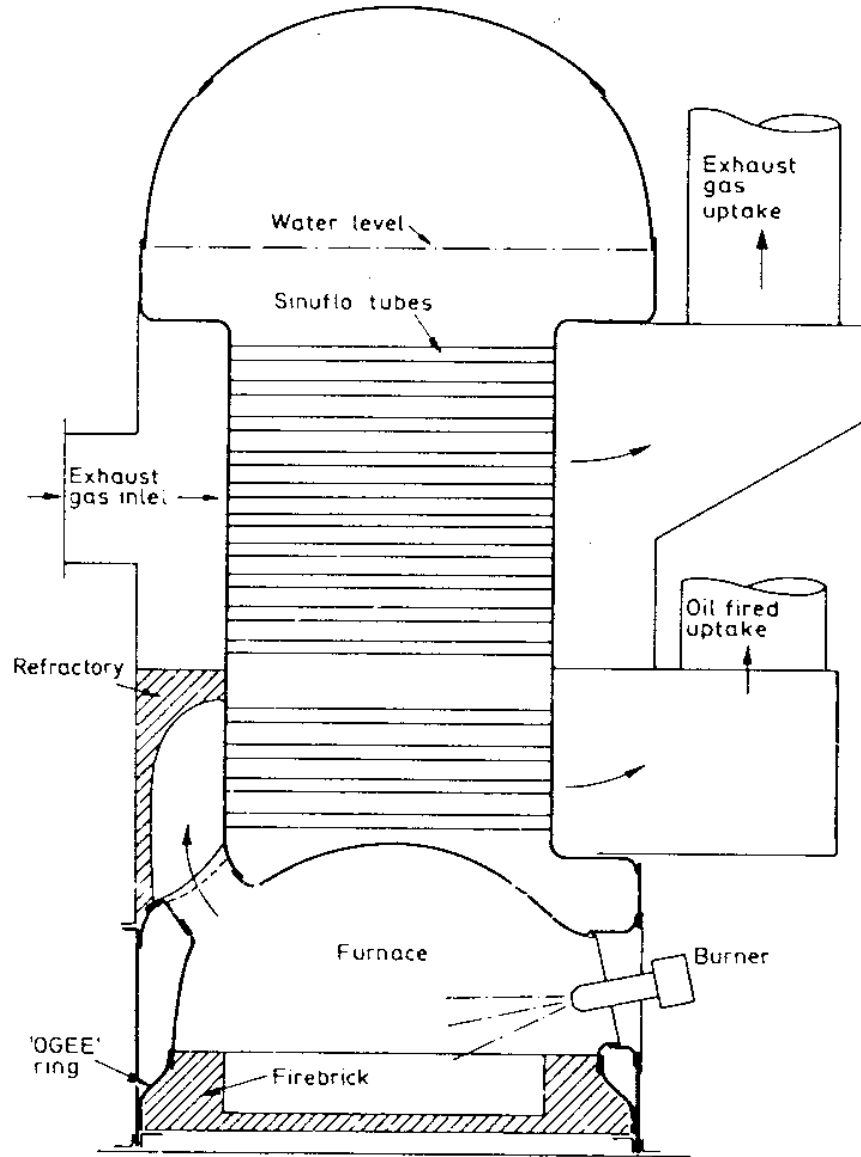 Exhaust
gas
uptake
Water level
Sinuflo tubes
Exhaust
gas inlet
Oil fired
uptake
Refractory
Furnace
Burner
'OGEE'
ring
Firebrick